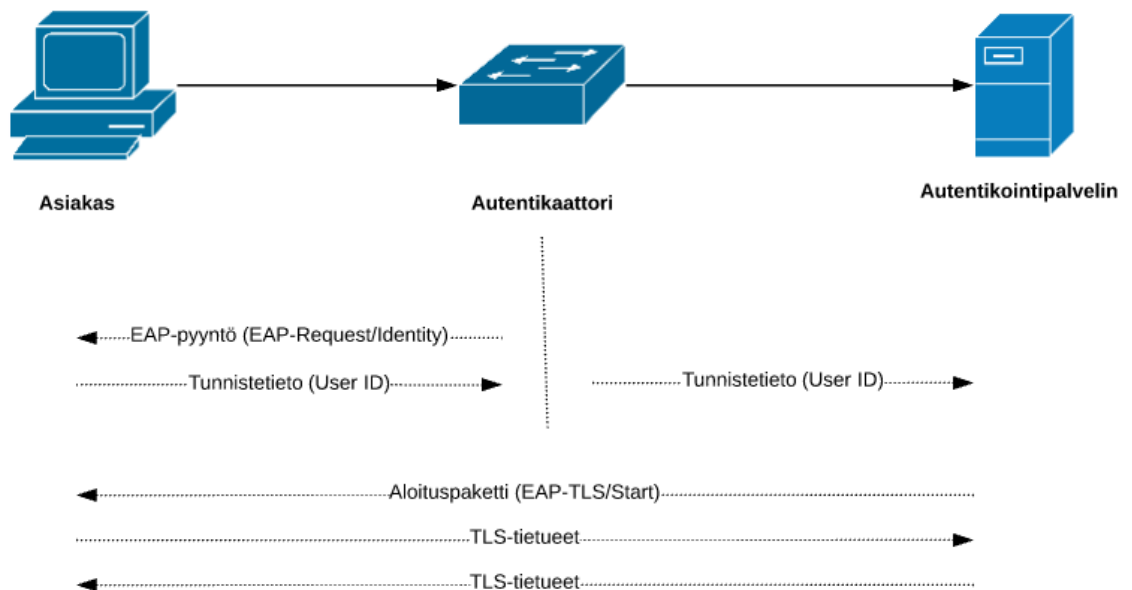 Asiakas
Autentikaattori
Autentikointipalvelin
EAP-pyyntö (EAP-Request/Identity)
Tunnistetieto (User ID)
Tunnistetieto (User ID)
Aloituspaketti (EAP-TLS/Start)
TLS-tietueet
TLS-tietueet